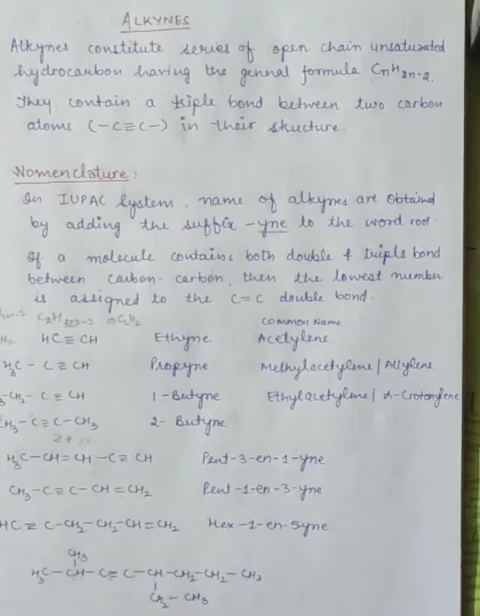 ALKYNES
Alkynes constitute series of open chain unsaturated
hydrocarbon having the genral formula CnH2n-2.
They contain a triple bond between two carbon
atoms (-C≡C-) in their structure
Nomenclature:
In IUPAC System, name of alkynes are Obtained
by adding the suffix -yne to the word root
If a molecule contains both double & triple bond
between carbon-carbon, then the lowest number
is assigned to the C=C double bond.
Common Name
HC≡CH Ethyne Acetylene
H3C-C≡CH Propyne Methylacetylene/Allylene
-CH2-C≡CH 1-Butyne Ethylacetylene/α-Crotonylene
CH3-C≡C-CH3 2-Butyne
H3C-CH=CH-C≡CH Pent-3-en-1-yne
CH3-C≡C-CH=CH2 Pent-1-en-3-yne
HC≡C-CH2-CH2-CH=CH2 Hex-1-en-5yne
CH3
H3C-CH-C≡C-CH-CH2-CH2-CH3
CH2-CH3